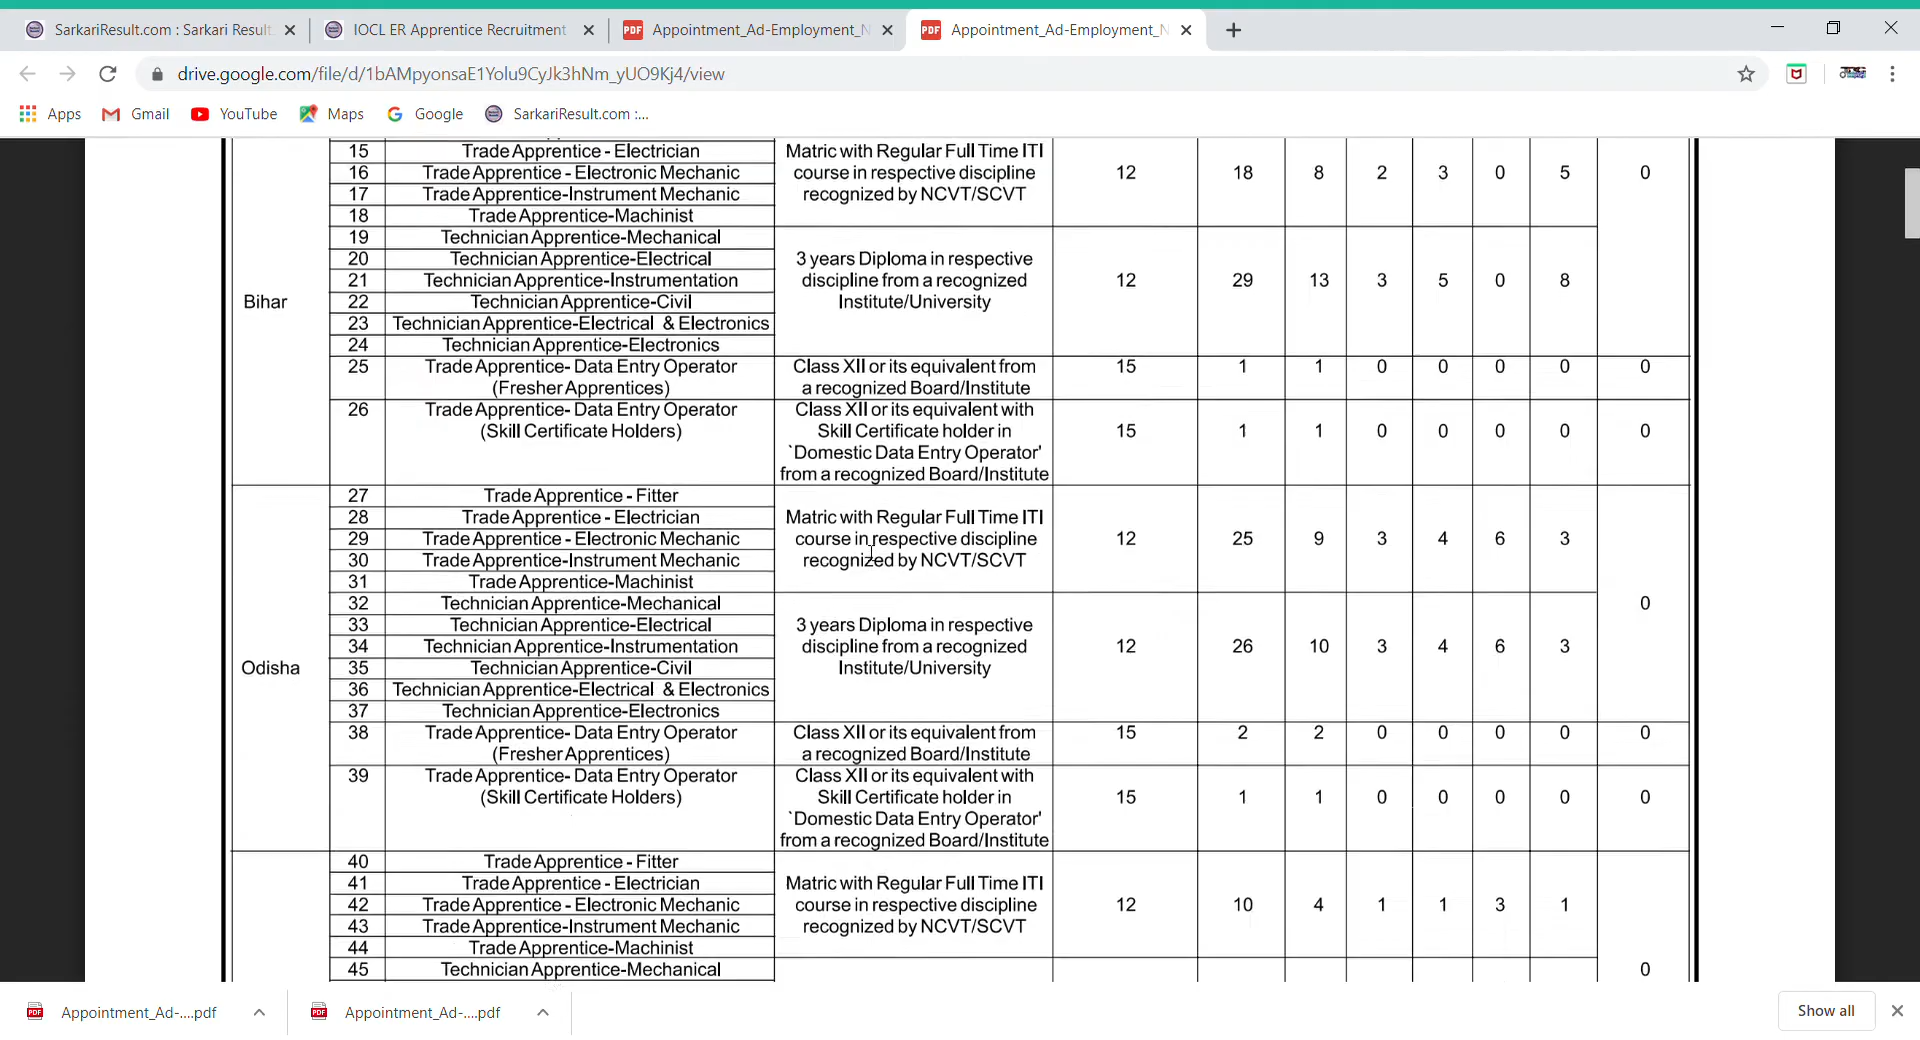 SarkariResult.com : Sarkari Result
IOCL ER Apprentice Recruitment
PDF Appointment_Ad-Employment_N
PDF Appointment_Ad-Employment_N
drive.google.com/file/d/1bAMpyonsaE1Yolu9CyJk3hNm_yUO9Kj4/view
Apps Gmail YouTube Maps Google SarkariResult.com :...
Bihar
15 Trade Apprentice - Electrician
16 Trade Apprentice - Electronic Mechanic
17 Trade Apprentice-Instrument Mechanic
18 Trade Apprentice-Machinist
Matric with Regular Full Time ITI
course in respective discipline
recognized by NCVT/SCVT
12 18 8 2 3 0 5 0
19 Technician Apprentice-Mechanical
20 Technician Apprentice-Electrical
21 Technician Apprentice-Instrumentation
22 Technician Apprentice-Civil
23 Technician Apprentice-Electrical & Electronics
24 Technician Apprentice-Electronics
3 years Diploma in respective
discipline from a recognized
Institute/University
12 29 13 3 5 0 8
25 Trade Apprentice- Data Entry Operator
(Fresher Apprentices)
Class XII or its equivalent from
a recognized Board/Institute
15 1 1 0 0 0 0 0
26 Trade Apprentice- Data Entry Operator
(Skill Certificate Holders)
Class XII or its equivalent with
Skill Certificate holder in
`Domestic Data Entry Operator'
from a recognized Board/Institute
15 1 1 0 0 0 0 0
Odisha
27 Trade Apprentice - Fitter
28 Trade Apprentice - Electrician
29 Trade Apprentice - Electronic Mechanic
30 Trade Apprentice-Instrument Mechanic
31 Trade Apprentice-Machinist
Matric with Regular Full Time ITI
course in respective discipline
recognized by NCVT/SCVT
12 25 9 3 4 6 3
0
32 Technician Apprentice-Mechanical
33 Technician Apprentice-Electrical
34 Technician Apprentice-Instrumentation
35 Technician Apprentice-Civil
36 Technician Apprentice-Electrical & Electronics
37 Technician Apprentice-Electronics
3 years Diploma in respective
discipline from a recognized
Institute/University
12 26 10 3 4 6 3
38 Trade Apprentice- Data Entry Operator
(Fresher Apprentices)
Class XII or its equivalent from
a recognized Board/Institute
15 2 2 0 0 0 0 0
39 Trade Apprentice- Data Entry Operator
(Skill Certificate Holders)
Class XII or its equivalent with
Skill Certificate holder in
`Domestic Data Entry Operator'
from a recognized Board/Institute
15 1 1 0 0 0 0 0
40 Trade Apprentice - Fitter
41 Trade Apprentice - Electrician
42 Trade Apprentice - Electronic Mechanic
43 Trade Apprentice-Instrument Mechanic
44 Trade Apprentice-Machinist
Matric with Regular Full Time ITI
course in respective discipline
recognized by NCVT/SCVT
12 10 4 1 1 3 1
45 Technician Apprentice-Mechanical
0
PDF Appointment_Ad-....pdf
PDF Appointment_Ad-....pdf
Show all